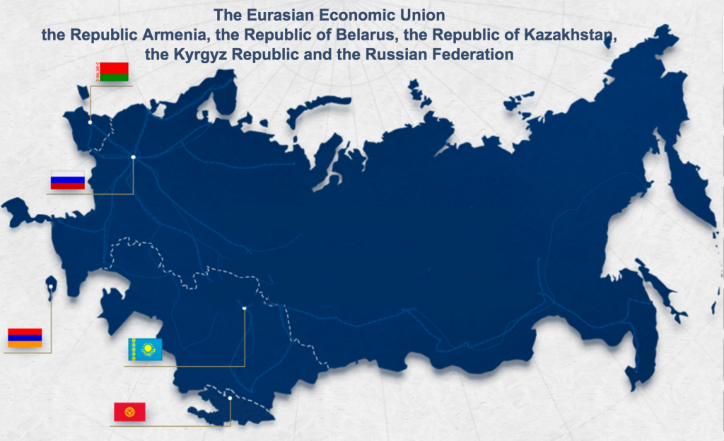 The Eurasian Economic Union
the Republic Armenia, the Republic of Belarus, the Republic of Kazakhstan,
the Kyrgyz Republic and the Russian Federation